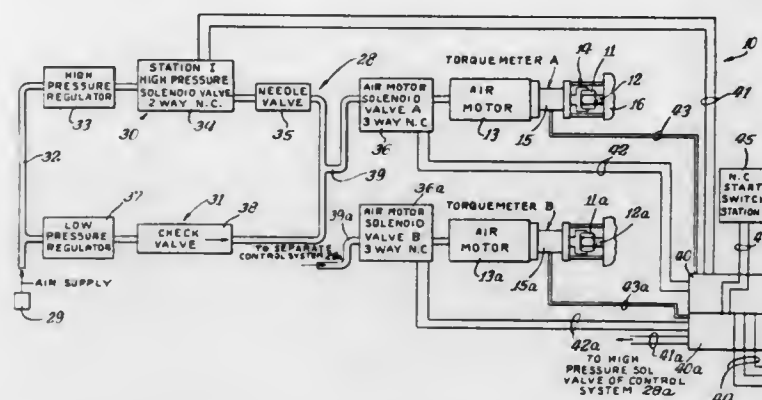 HIGH
PRESSURE
REGULATOR
33
STATION I
HIGH PRESSURE
SOLENOID VALVE
2 WAY N.C.
30
34
NEEDLE
VALVE
35
28
AIR MOTOR
SOLENOID
VALVE A
3 WAY N.C
36
TORQUEMETER A
AIR
MOTOR
13
14
11
12
16
15
43
41
10
45
N.C
START
SWITCH
STATION
32
31
39
42
37
LOW
PRESSURE
REGULATOR
CHECK
VALVE
38
TO SEPARATE
CONTROL SYSTEM
39a
36a
AIR MOTOR
SOLENOID
VALVE B
3 WAY N.C
TORQUEMETER B
AIR
MOTOR
13a
11a
12a
15a
43a
40
AIR SUPPLY
29
42a
41a
40a
TO HIGH
PRESSURE SOL
VALVE OF CONTROL
SYSTEM 28a